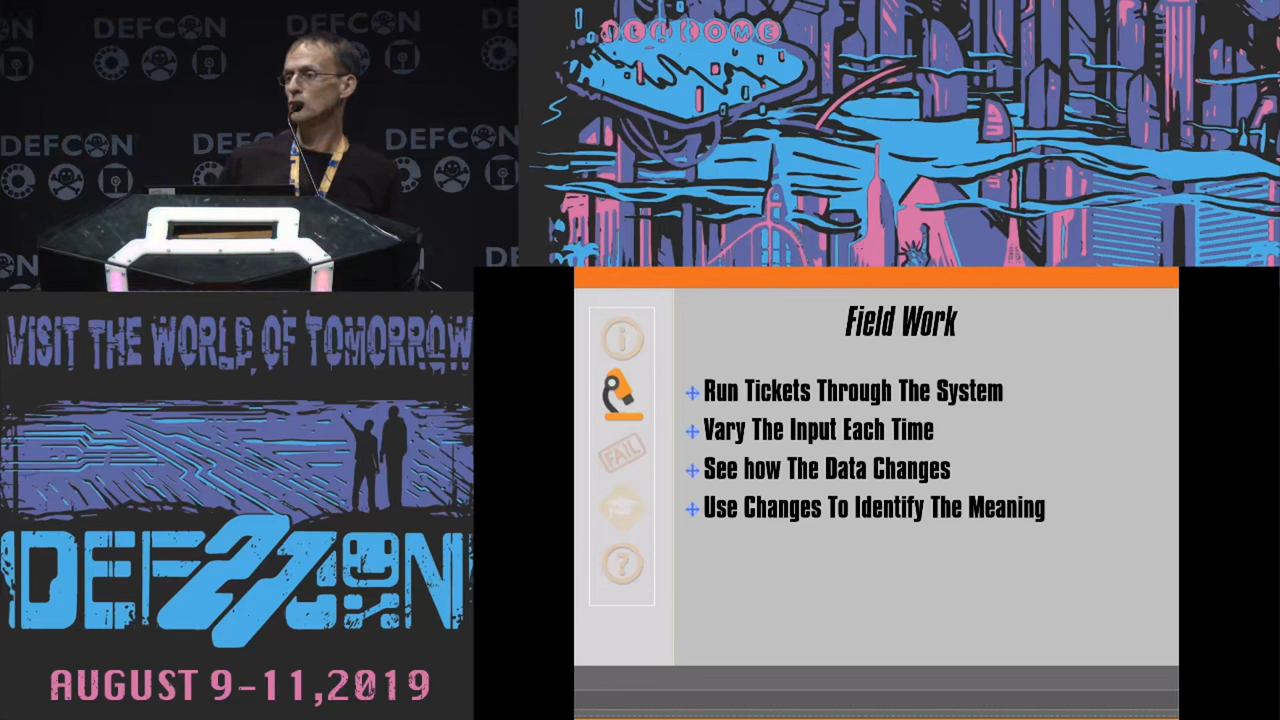 DEFCON
DEFCON
DEFCON
DEFCON
WELCOME
VISIT THE WORLD OF TOMORROW
DEFCON
27
AUGUST 9-11,2019
Field Work
Run Tickets Through The System
Vary The Input Each Time
See how The Data Changes
Use Changes To Identify The Meaning
i
FAIL
?